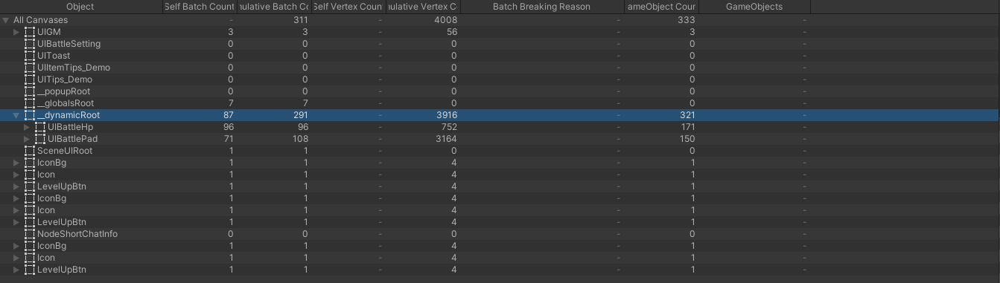 Object Self Batch Count ulative Batch Co Self Vertex Coun ulative Vertex C Batch Breaking Reason ameObject Cour GameObjects
All Canvases - 311 - 4008 - 333 -
UIGM 3 3 - 56 - 3 -
UIBattleSetting 0 0 - 0 - 0 -
UIToast 0 0 - 0 - 0 -
UIItemTips_Demo 0 0 - 0 - 0 -
UITips_Demo 0 0 - 0 - 0 -
__popupRoot 0 0 - 0 - 0 -
__globalsRoot 7 7 - 0 - 0 -
__dynamicRoot 87 291 - 3916 - 321 -
UIBattleHp 96 96 - 752 - 171 -
UIBattlePad 71 108 - 3164 - 150 -
SceneUIRoot 1 1 - 0 - 0 -
IconBg 1 1 - 4 - 1 -
Icon 1 1 - 4 - 1 -
LevelUpBtn 1 1 - 4 - 1 -
IconBg 1 1 - 4 - 1 -
Icon 1 1 - 4 - 1 -
LevelUpBtn 1 1 - 4 - 1 -
NodeShortChatInfo 0 0 - 0 - 0 -
IconBg 1 1 - 4 - 1 -
Icon 1 1 - 4 - 1 -
LevelUpBtn 1 1 - 4 - 1 -